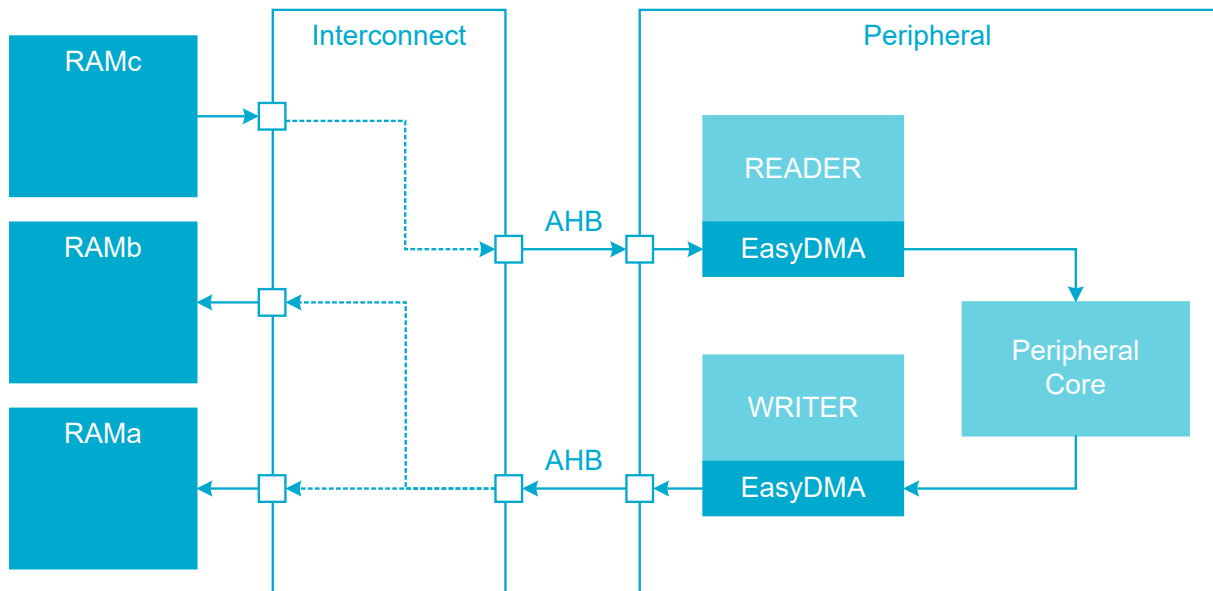 Interconnect
Peripheral
RAMc
READER
AHB
EasyDMA
RAMb
Peripheral
Core
WRITER
RAMa
AHB
EasyDMA